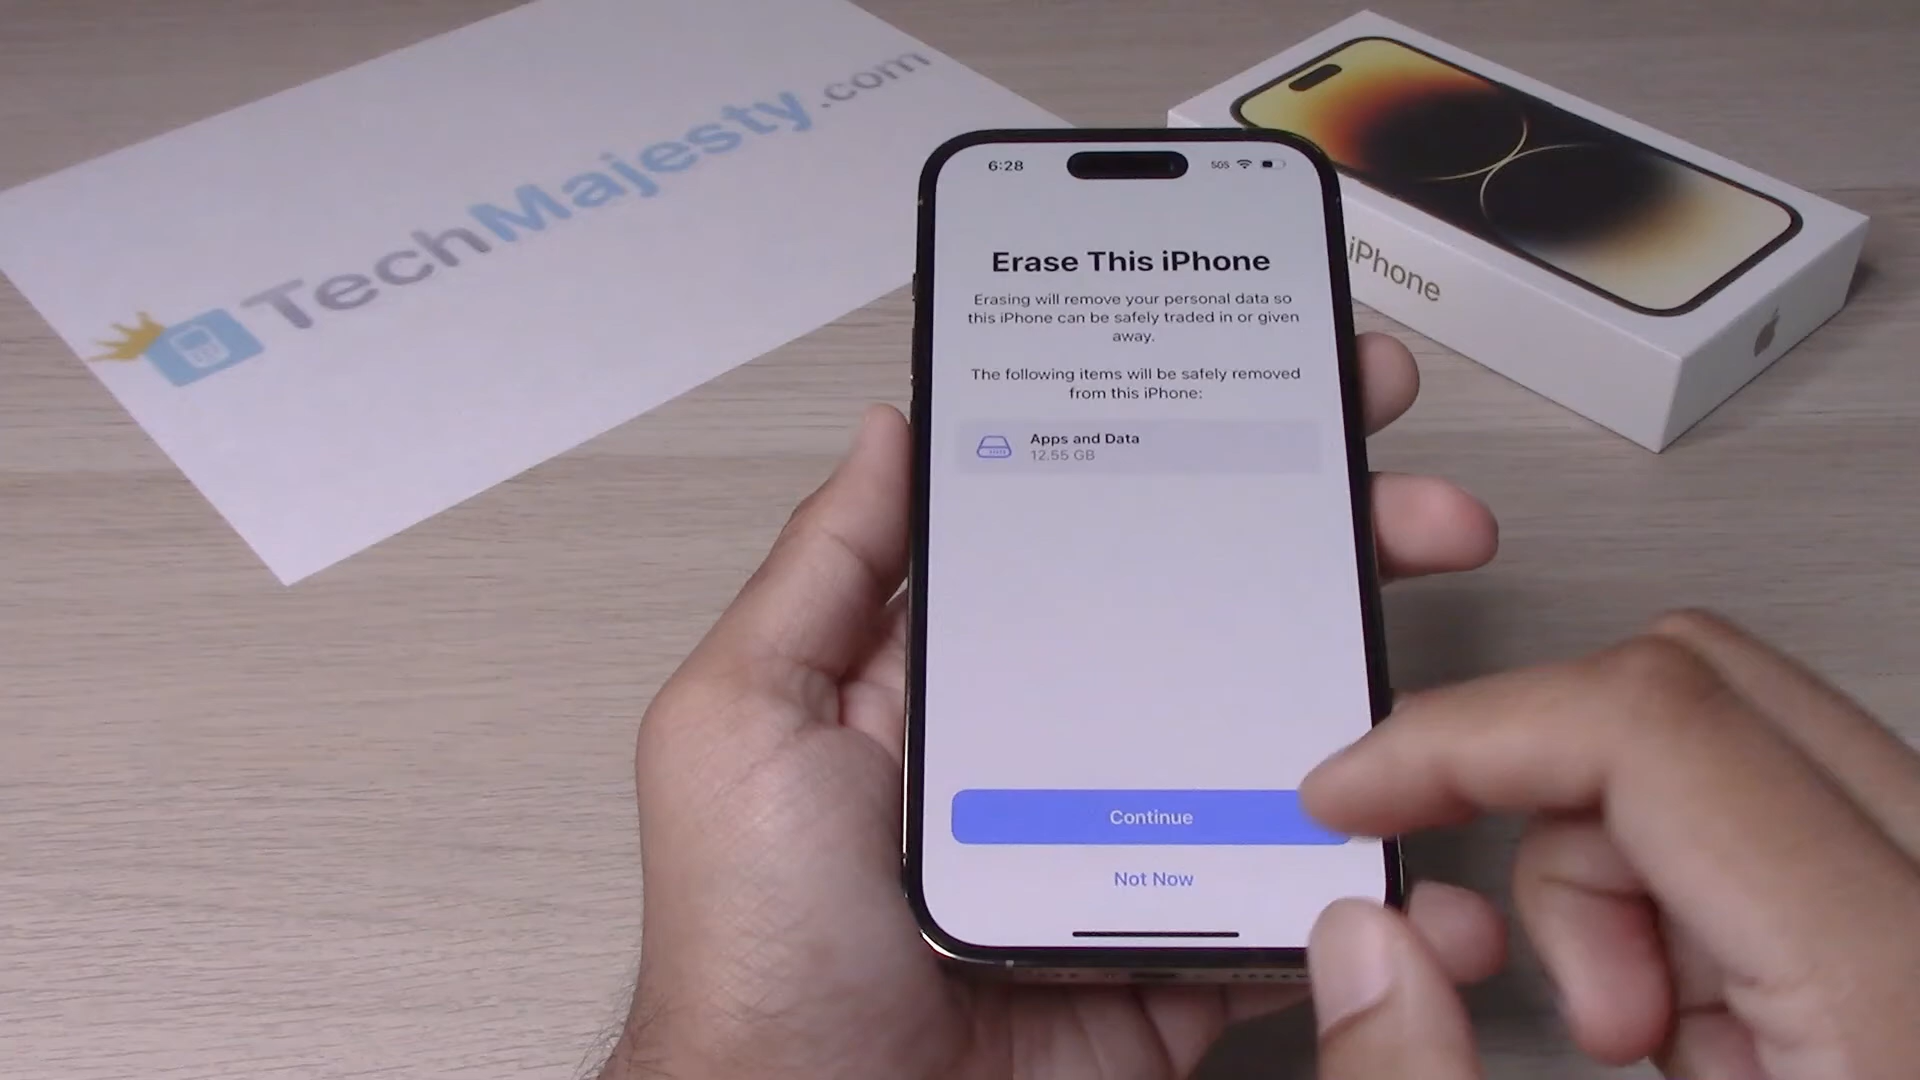 TechMajesty.com
iPhone
6:28
SOS
Erase This iPhone
Erasing will remove your personal data so
this iPhone can be safely traded in or given
away.
The following items will be safely removed
from this iPhone:
Apps and Data
12.55 GB
Continue
Not Now